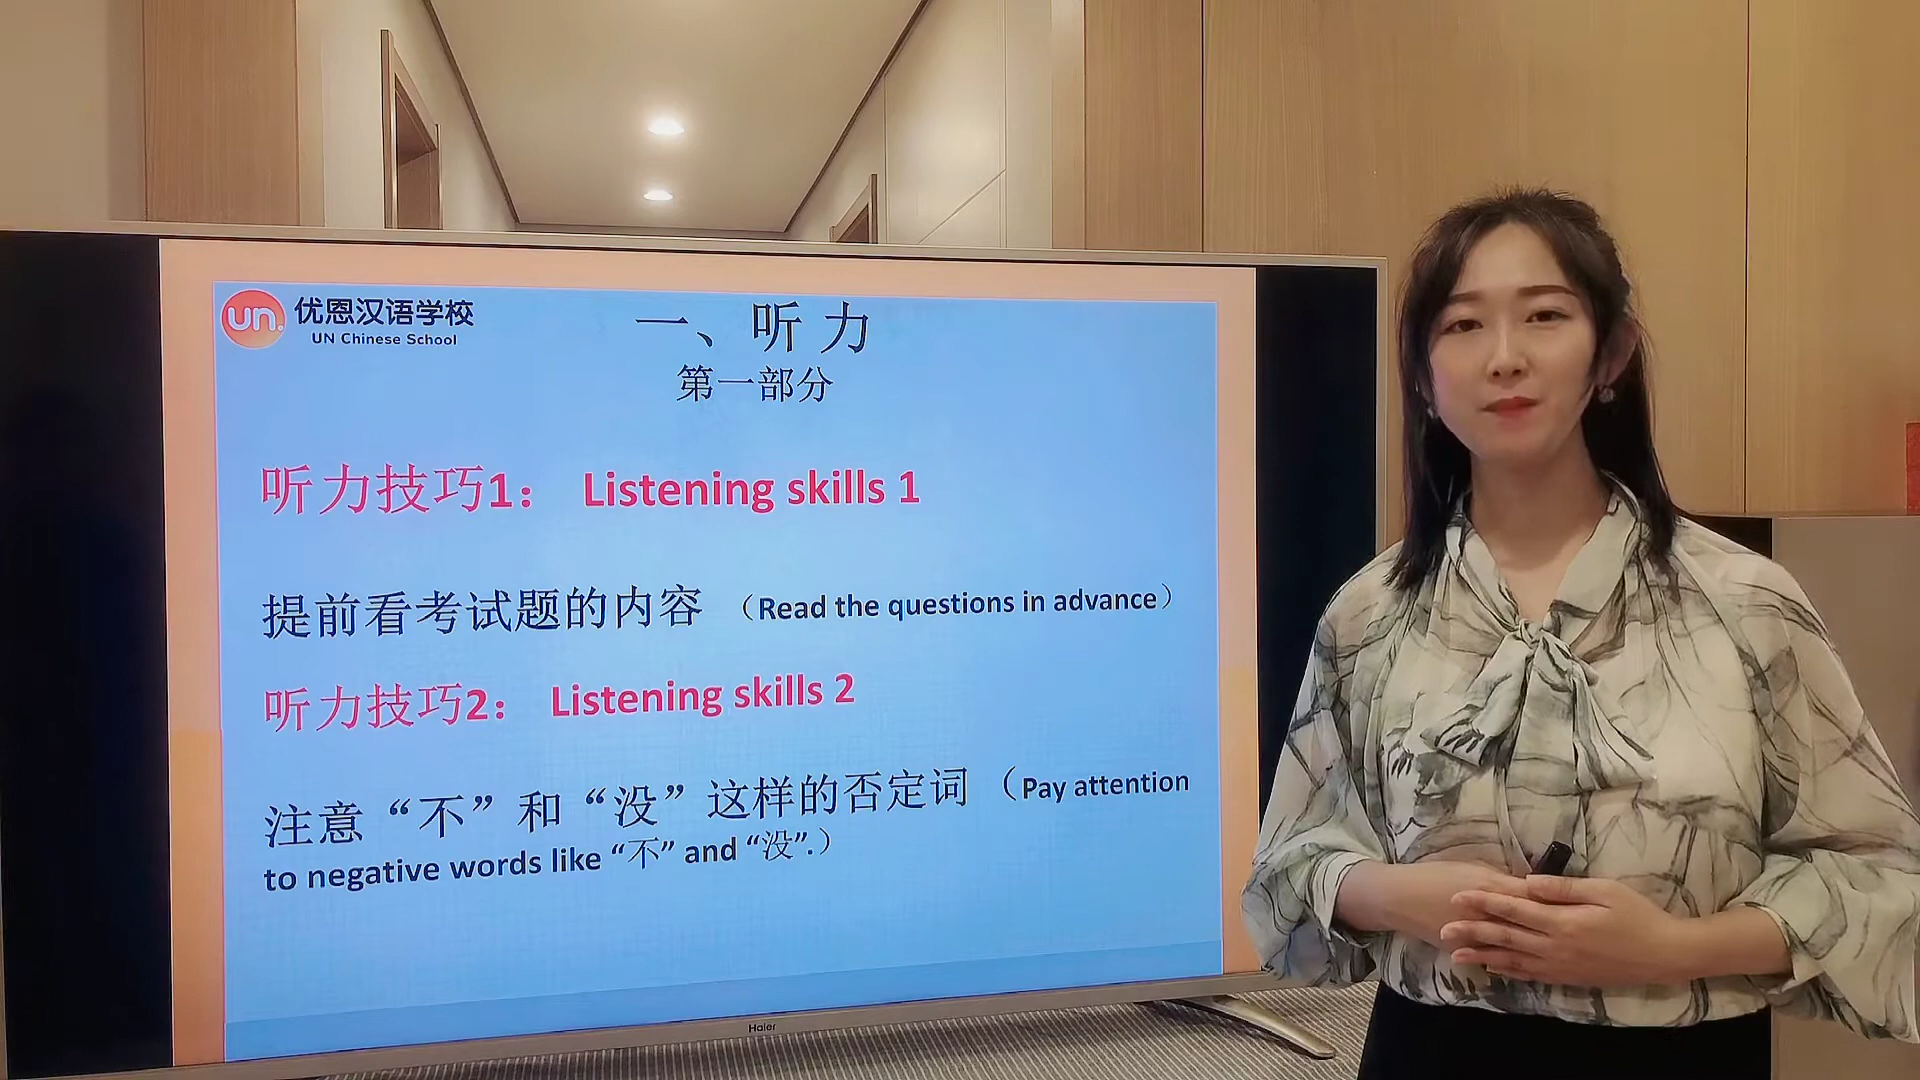 un.
优恩汉语学校
UN Chinese School
一、听 力
第一部分
听力技巧1： Listening skills 1
提前看考试题的内容 （Read the questions in advance）
听力技巧2： Listening skills 2
注意“不”和“没”这样的否定词 （Pay attention
to negative words like “不” and “没”.）
Haier